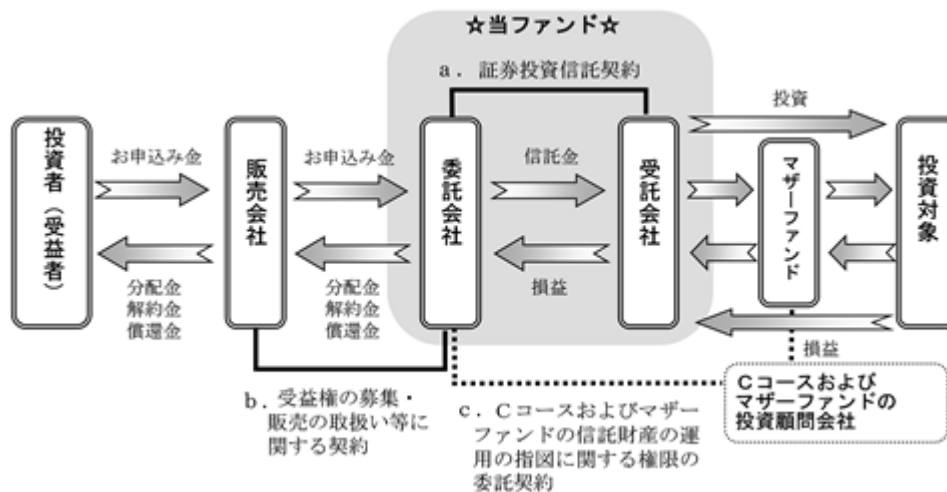 ☆当ファンド☆
a．証券投資信託契約
投資者（受益者）
お申込み金
分配金
解約金
償還金
販売会社
お申込み金
分配金
解約金
償還金
委託会社
信託金
損益
受託会社
投資
マザーファンド
損益
投資対象
b．受益権の募集・
販売の取扱い等に
関する契約
c．Cコースおよびマザー
ファンドの信託財産の運
用の指図に関する権限の
委託契約
Cコースおよび
マザーファンドの
投資顧問会社